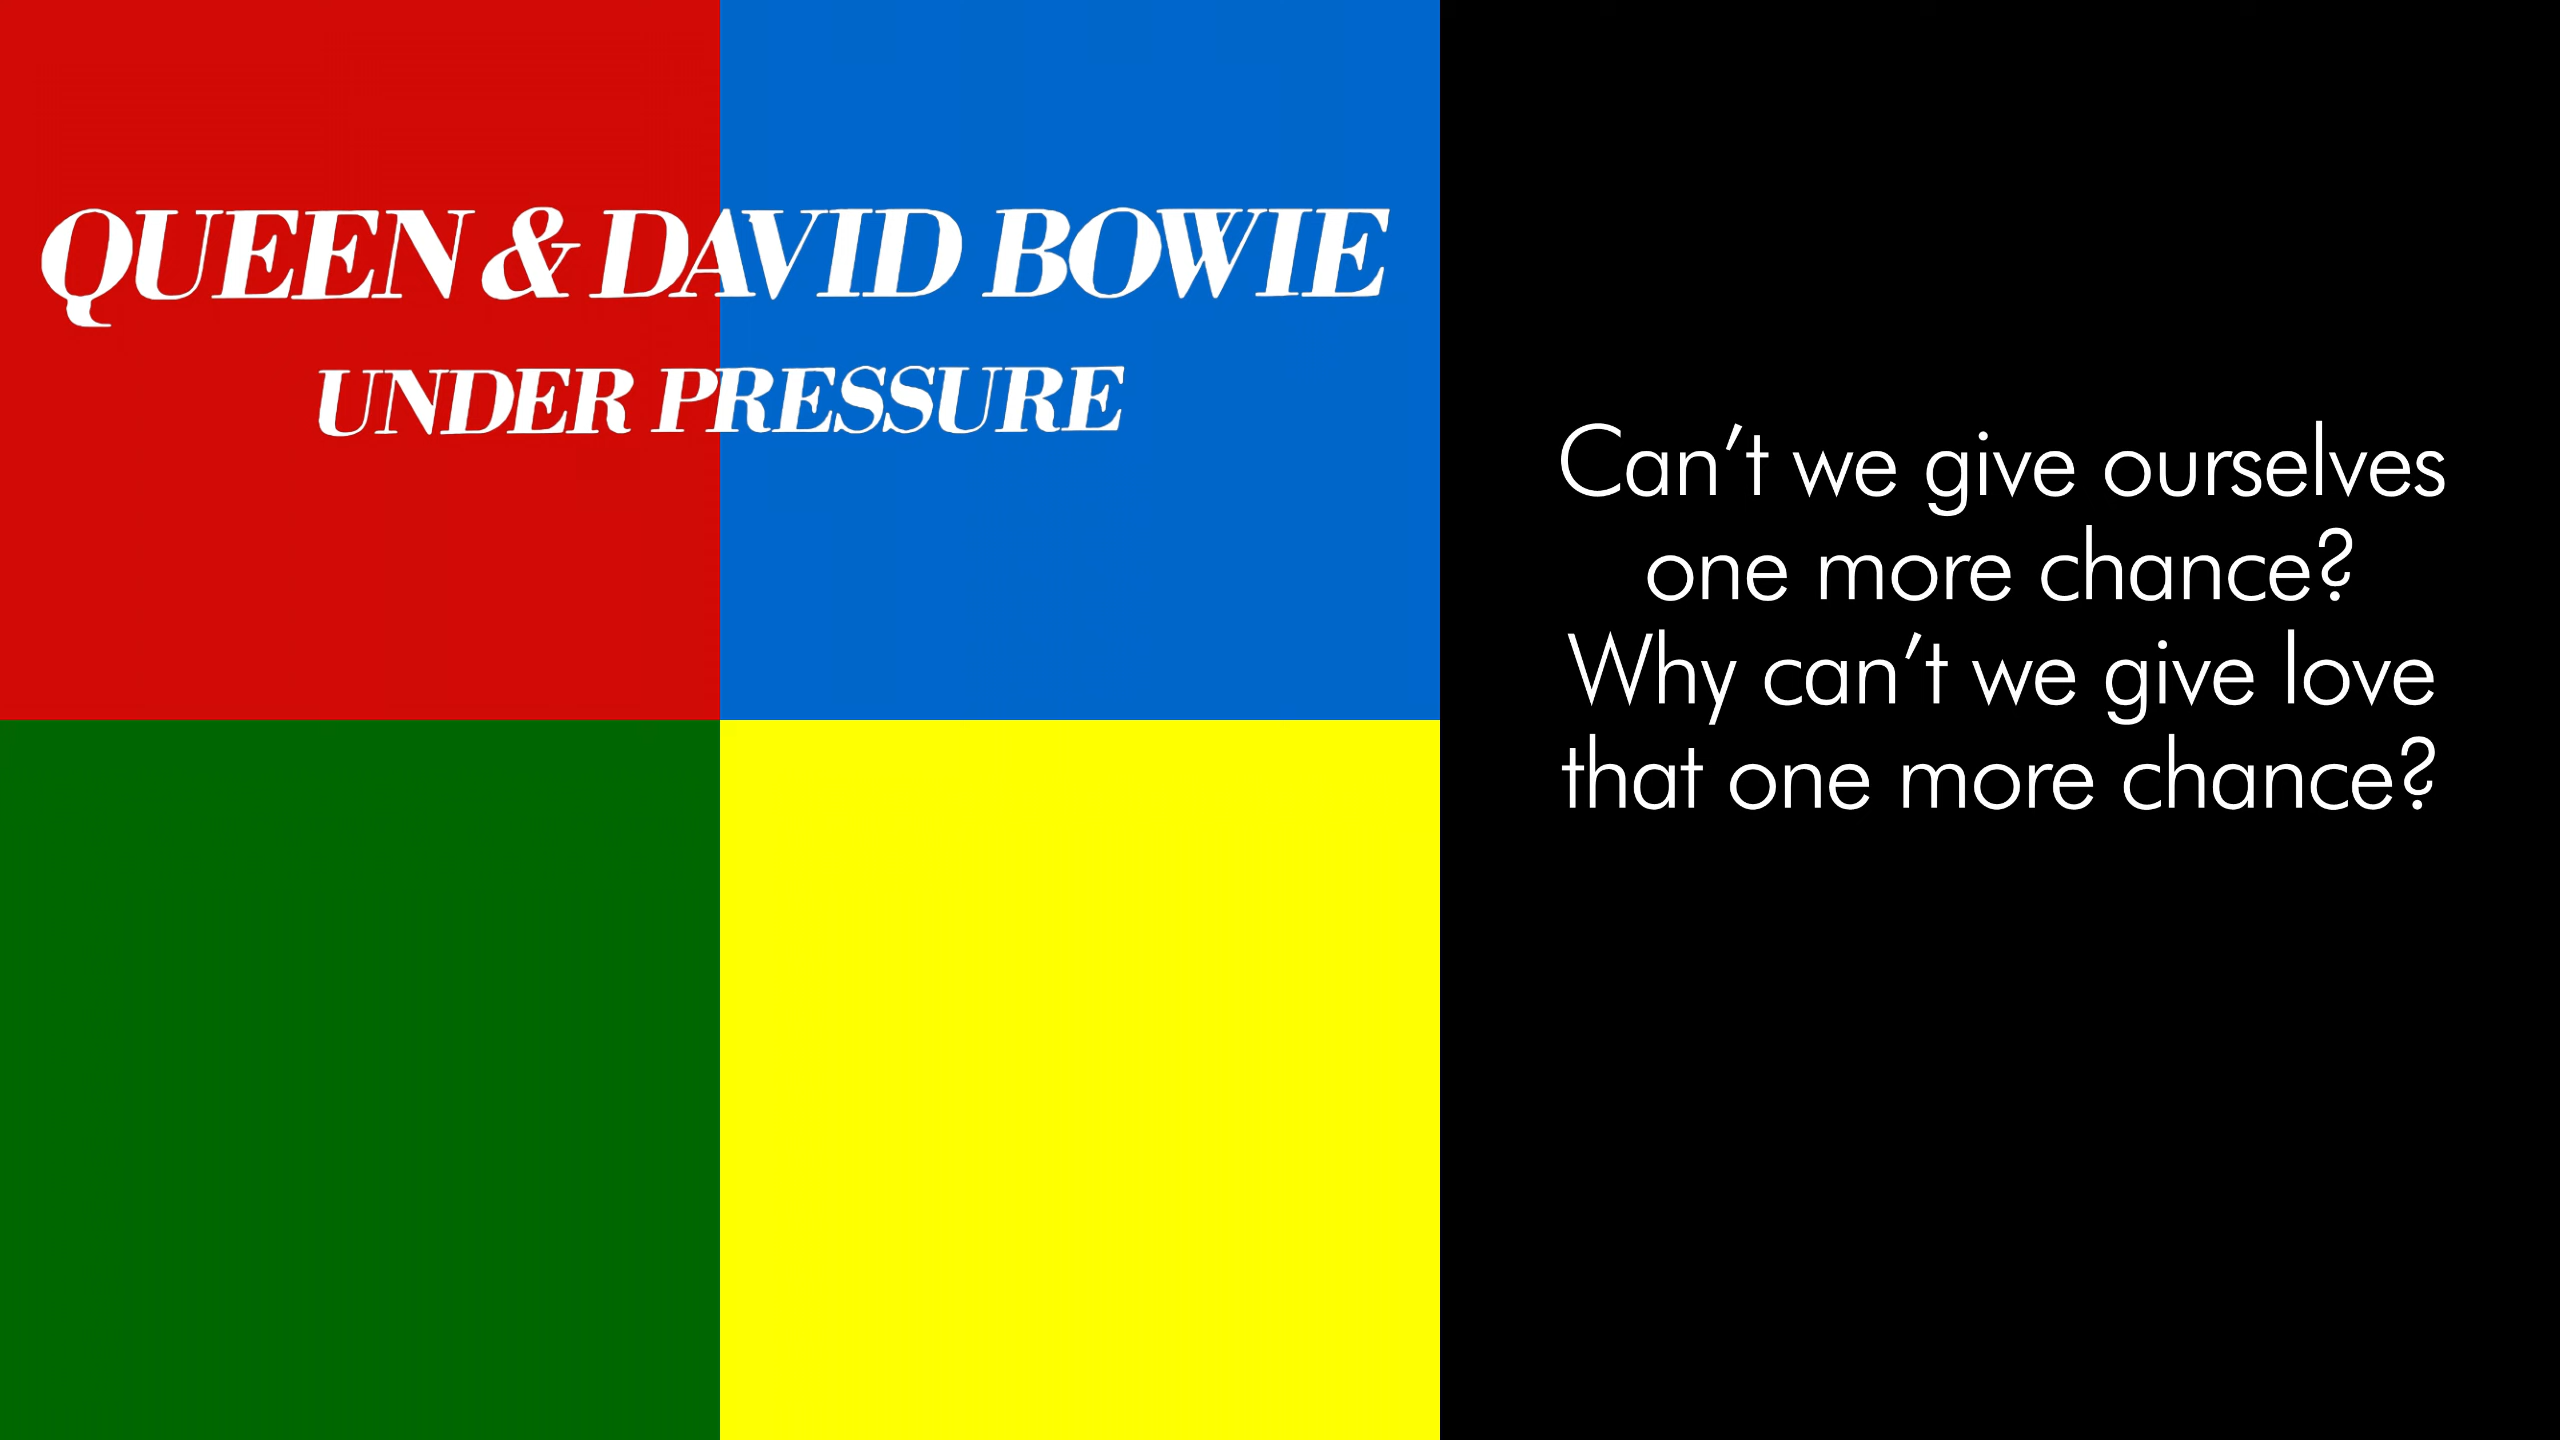 QUEEN & DAVID BOWIE
UNDER PRESSURE
Can't we give ourselves
one more chance?
Why can't we give love
that one more chance?